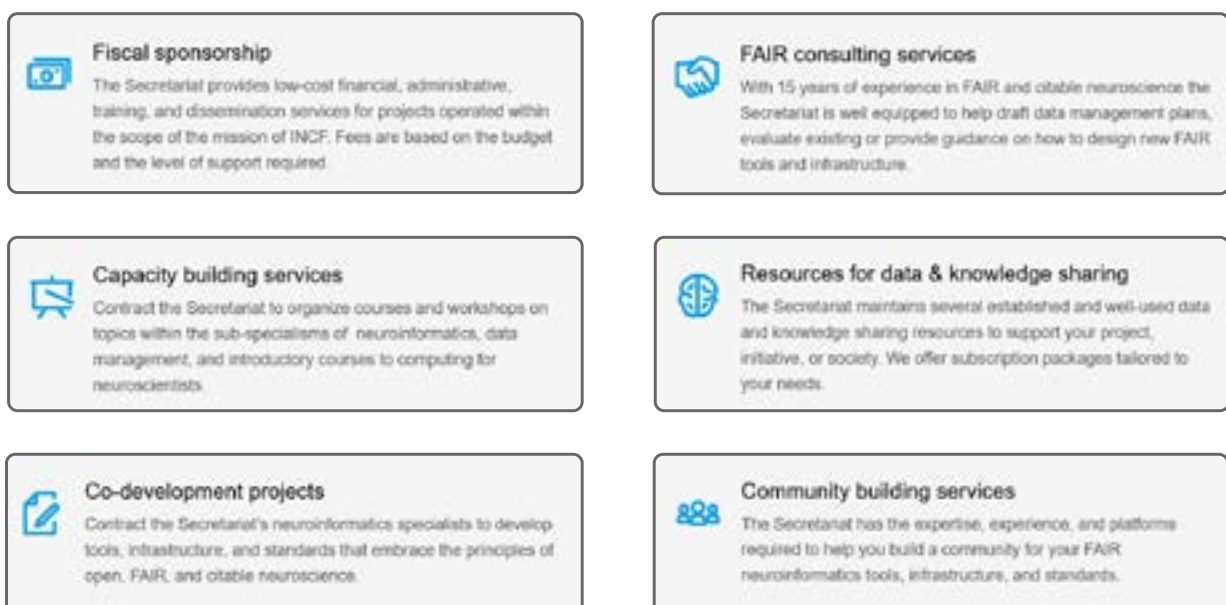 Fiscal sponsorship
The Secretariat provides low-cost financial, administrative,
training, and dissemination services for projects operated within
the scope of the mission of INCF. Fees are based on the budget
and the level of support required.
FAIR consulting services
With 15 years of experience in FAIR and citable neuroscience the
Secretariat is well equipped to help draft data management plans,
evaluate existing or provide guidance on how to design new FAIR
tools and infrastructure.
Capacity building services
Contract the Secretariat to organize courses and workshops on
topics within the sub-specialisms of neuroinformatics, data
management, and introductory courses to computing for
neuroscientists
Resources for data & knowledge sharing
The Secretariat maintains several established and well-used data
and knowledge sharing resources to support your project,
initiative, or society. We offer subscription packages tailored to
your needs.
Co-development projects
Contract the Secretariat's neuroinformatics specialists to develop
tools, infrastructure, and standards that embrace the principles of
open, FAIR, and citable neuroscience.
Community building services
The Secretariat has the expertise, experience, and platforms
required to help you build a community for your FAIR
neuroinformatics tools, infrastructure, and standards.